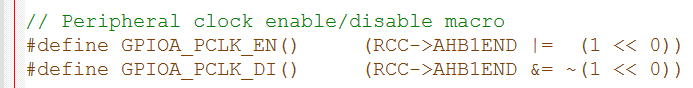 // Peripheral clock enable/disable macro
#define GPIOA_PCLK_EN()     (RCC->AHB1END |=  (1 << 0))
#define GPIOA_PCLK_DI()     (RCC->AHB1END &= ~(1 << 0))